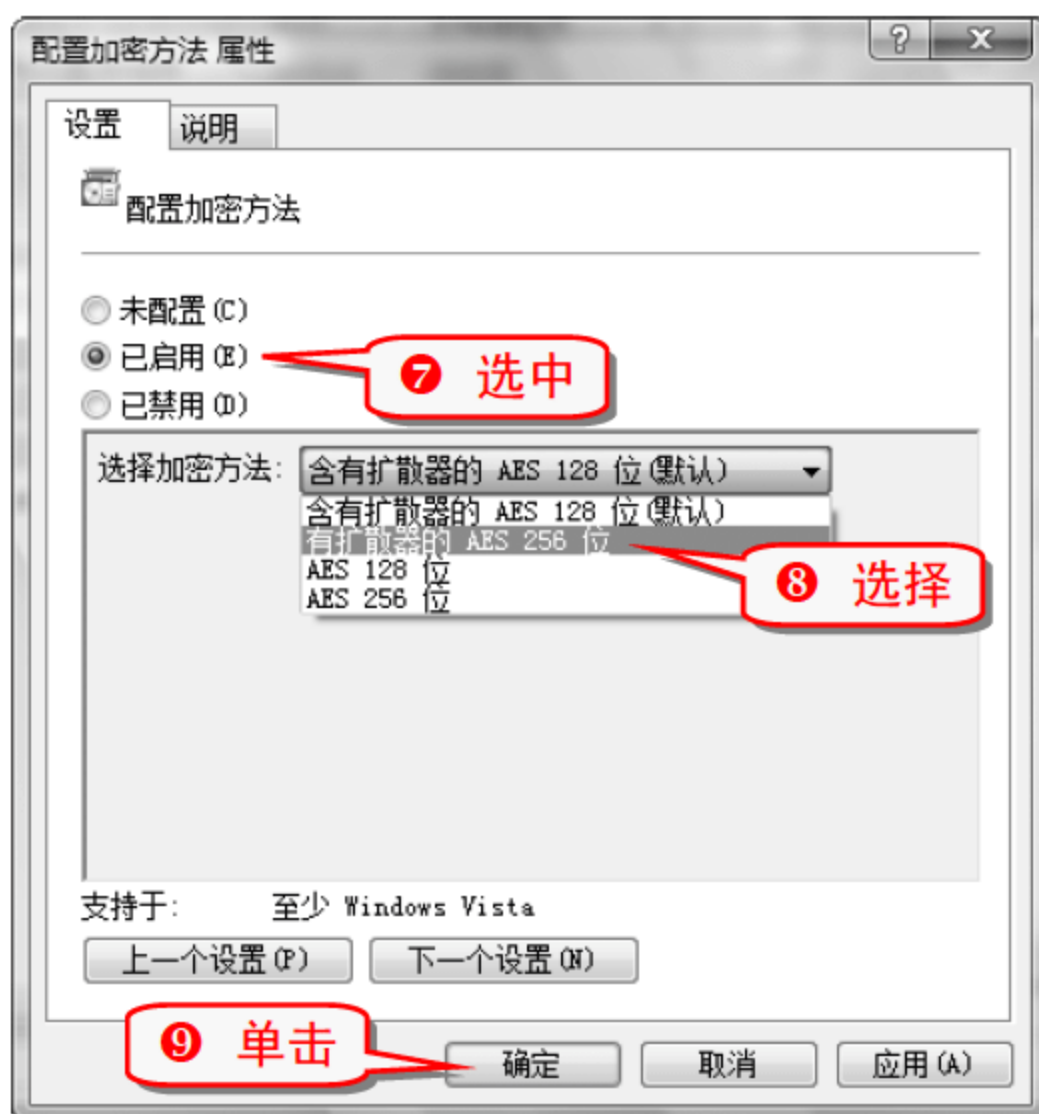 配置加密方法 属性
设置 说明
配置加密方法
未配置(C)
已启用(E)
❼ 选中
已禁用(D)
选择加密方法: 含有扩散器的 AES 128 位(默认)
含有扩散器的 AES 128 位(默认)
有扩散器的 AES 256 位
AES 128 位
❽ 选择
AES 256 位
支持于: 至少 Windows Vista
上一个设置(P) 下一个设置(N)
❾ 单击
确定 取消 应用(A)